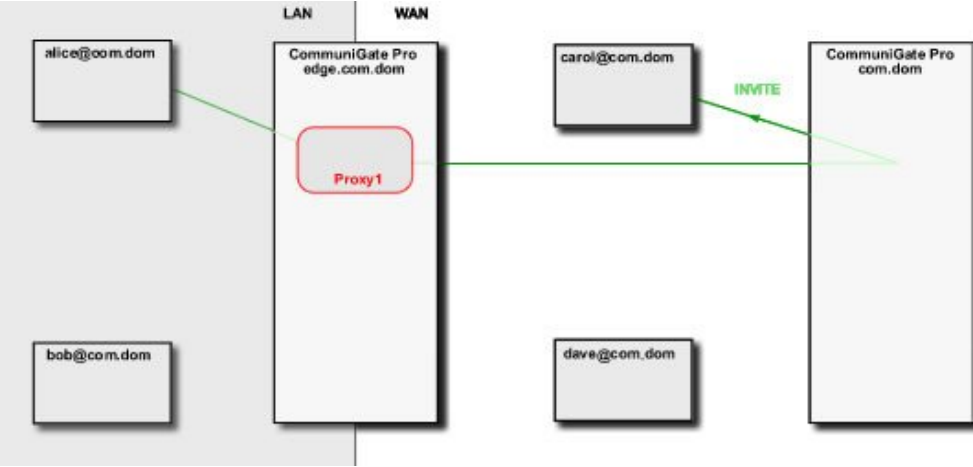 LAN WAN
alice@com.dom
CommuniGate Pro
edge.com.dom
carol@com.dom
CommuniGate Pro
com.dom
INVITE
Proxy1
bob@com.dom
dave@com.dom